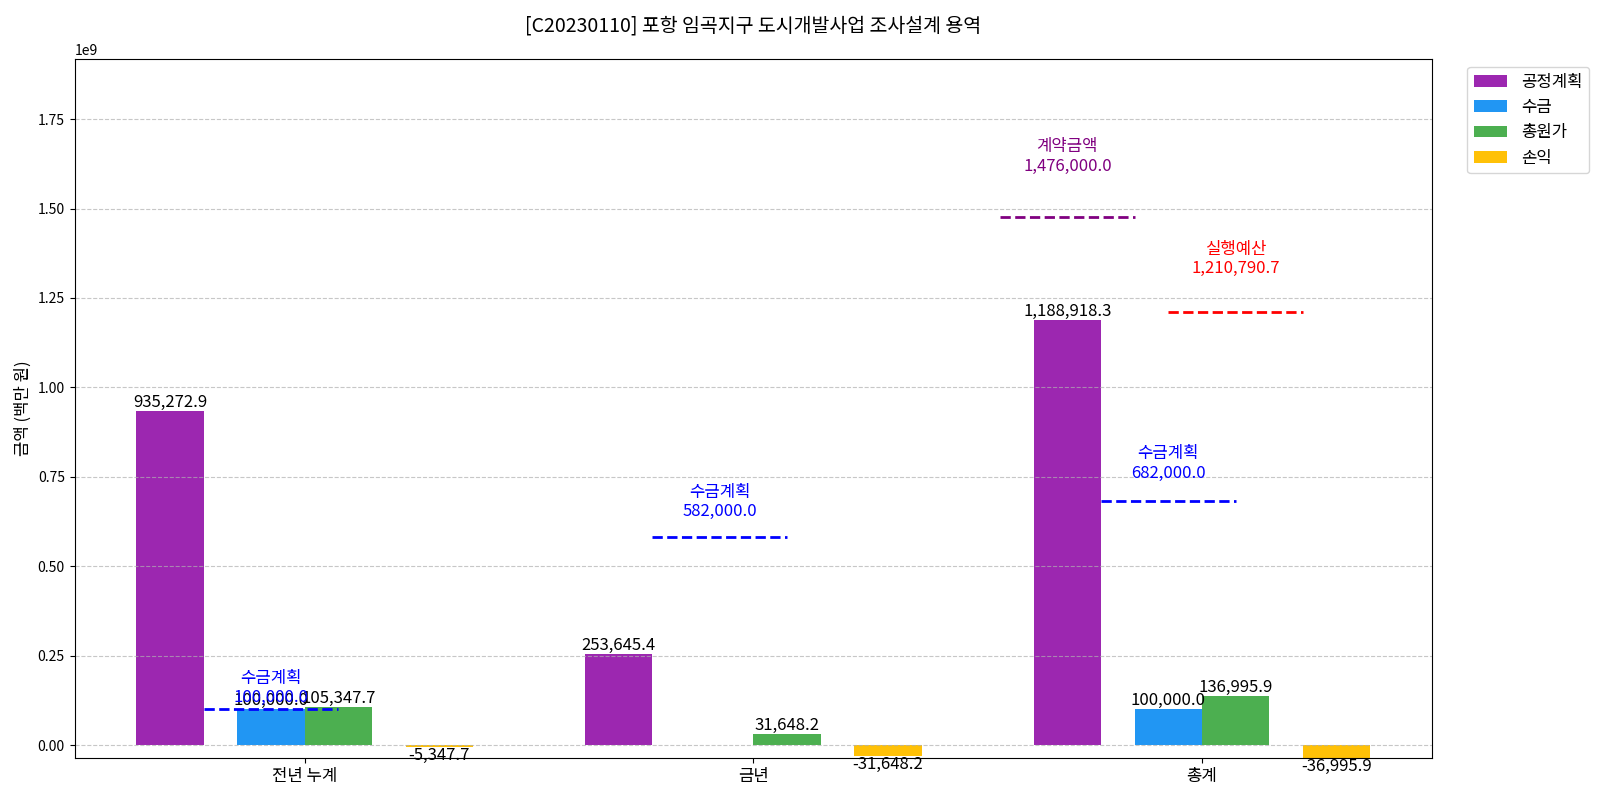 [C20230110] 포항 임곡지구 도시개발사업 조사설계 용역
1e9
공정계획
수금
총원가
손익
금액 (백만 원)
1.75
1.50
1.25
1.00
0.75
0.50
0.25
0.00
계약금액
1,476,000.0
실행예산
1,210,790.7
1,188,918.3
935,272.9
수금계획
682,000.0
수금계획
582,000.0
253,645.4
수금계획
100,000.0
100,000.0
105,347.7
-5,347.7
31,648.2
-31,648.2
100,000.0
136,995.9
-36,995.9
전년 누계
금년
총계